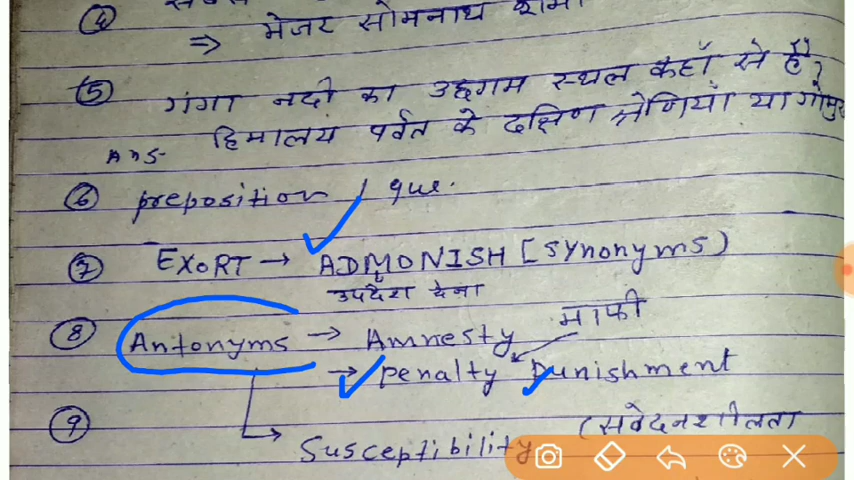 ④
⇒ मेजर सोमनाथ शर्मा
⑤ गंगा नदी का उद्दगम स्थल कहाँ से है?
Ans- हिमालय पर्वत के दक्षिण श्रेणियाँ या गोमुख
⑥ preposition / que.
⑦ EXORT → ADMONISH [synonyms)
उपदेश देना
⑧ Antonyms → Amnesty माफी
→ penalty Punishment
⑨ → Susceptibility (संवेदनशीलता